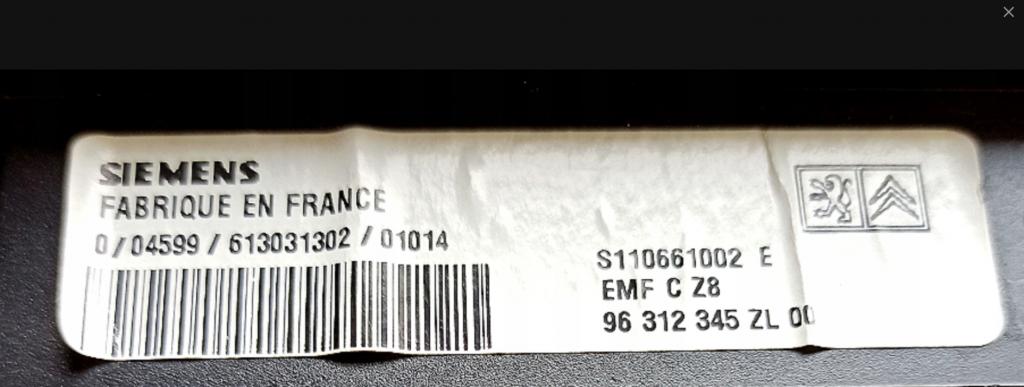 SIEMENS
FABRIQUE EN FRANCE
0/04599 / 613031302 / 01014
S110661002 E
EMF C Z8
96 312 345 ZL 00